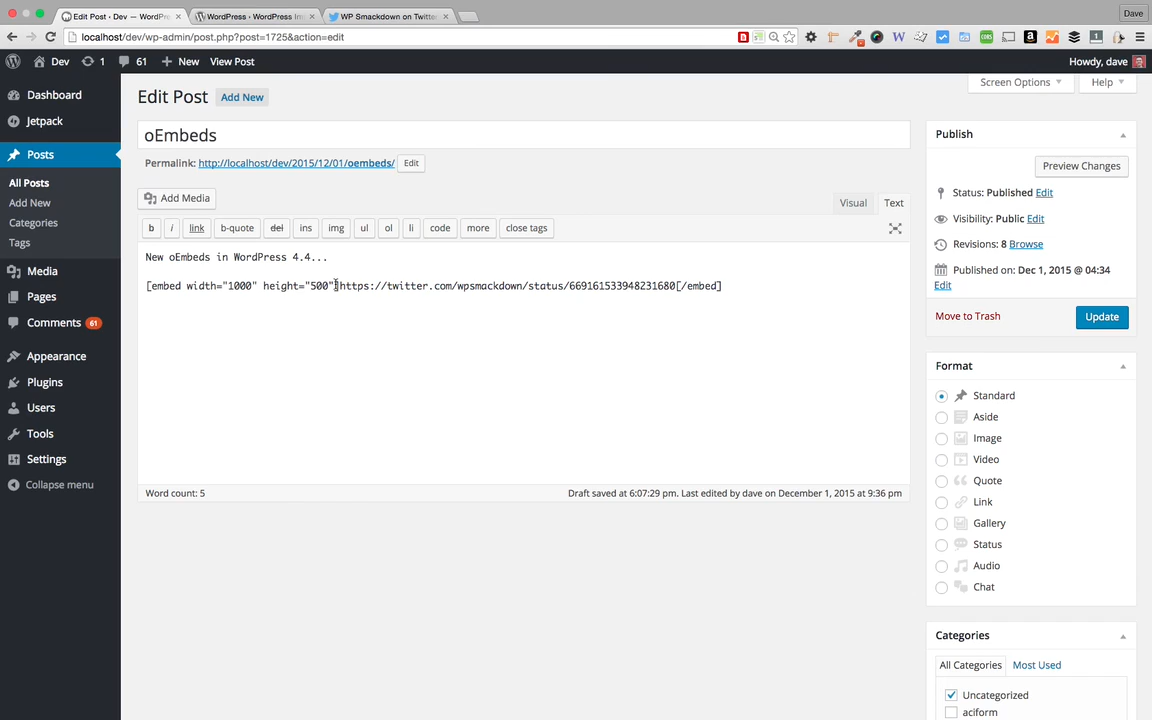 Edit Post ‹ Dev — WordPre
WordPress › WordPress Im
WP Smackdown on Twitter
Dave
localhost/dev/wp-admin/post.php?post=1725&action=edit
Dev
1
61
New
View Post
Howdy, dave
Dashboard
Jetpack
Posts
All Posts
Add New
Categories
Tags
Media
Pages
Comments 61
Appearance
Plugins
Users
Tools
Settings
Collapse menu
Screen Options
Help
Edit Post
Add New
oEmbeds
Permalink: http://localhost/dev/2015/12/01/oembeds/
Edit
Add Media
Visual
Text
b
i
link
b-quote
del
ins
img
ul
ol
li
code
more
close tags
New oEmbeds in WordPress 4.4...
[embed width="1000" height="500"]https://twitter.com/wpsmackdown/status/669161533948231680[/embed]
Word count: 5
Draft saved at 6:07:29 pm. Last edited by dave on December 1, 2015 at 9:36 pm
Publish
Preview Changes
Status: Published Edit
Visibility: Public Edit
Revisions: 8 Browse
Published on: Dec 1, 2015 @ 04:34
Edit
Move to Trash
Update
Format
Standard
Aside
Image
Video
Quote
Link
Gallery
Status
Audio
Chat
Categories
All Categories
Most Used
Uncategorized
aciform